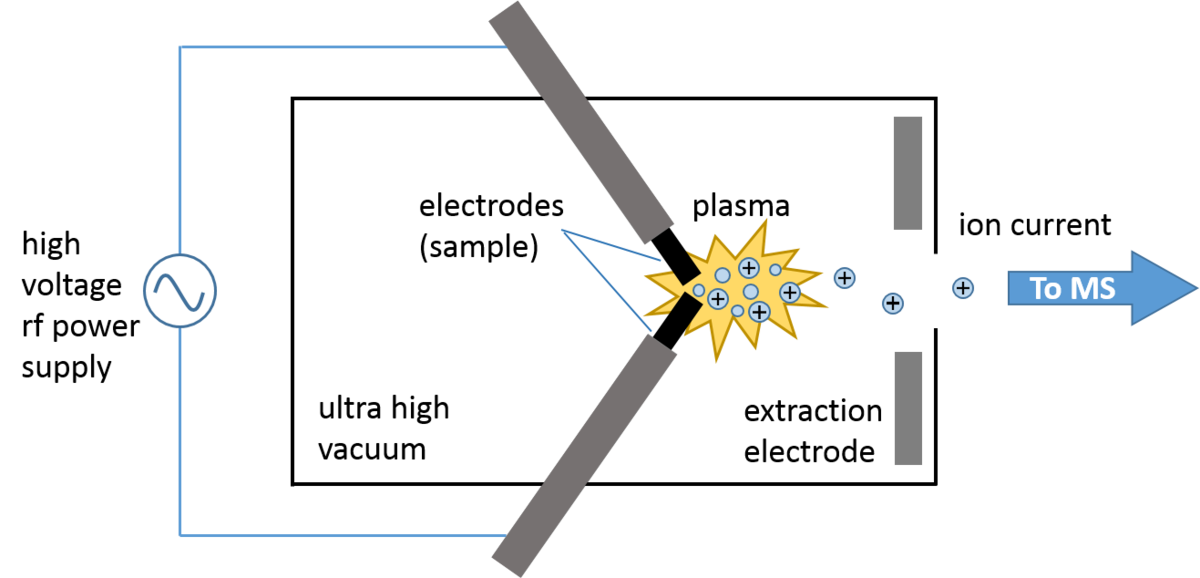 electrodes
(sample)
plasma
ion current
high
voltage
rf power
supply
To MS
ultra high
vacuum
extraction
electrode